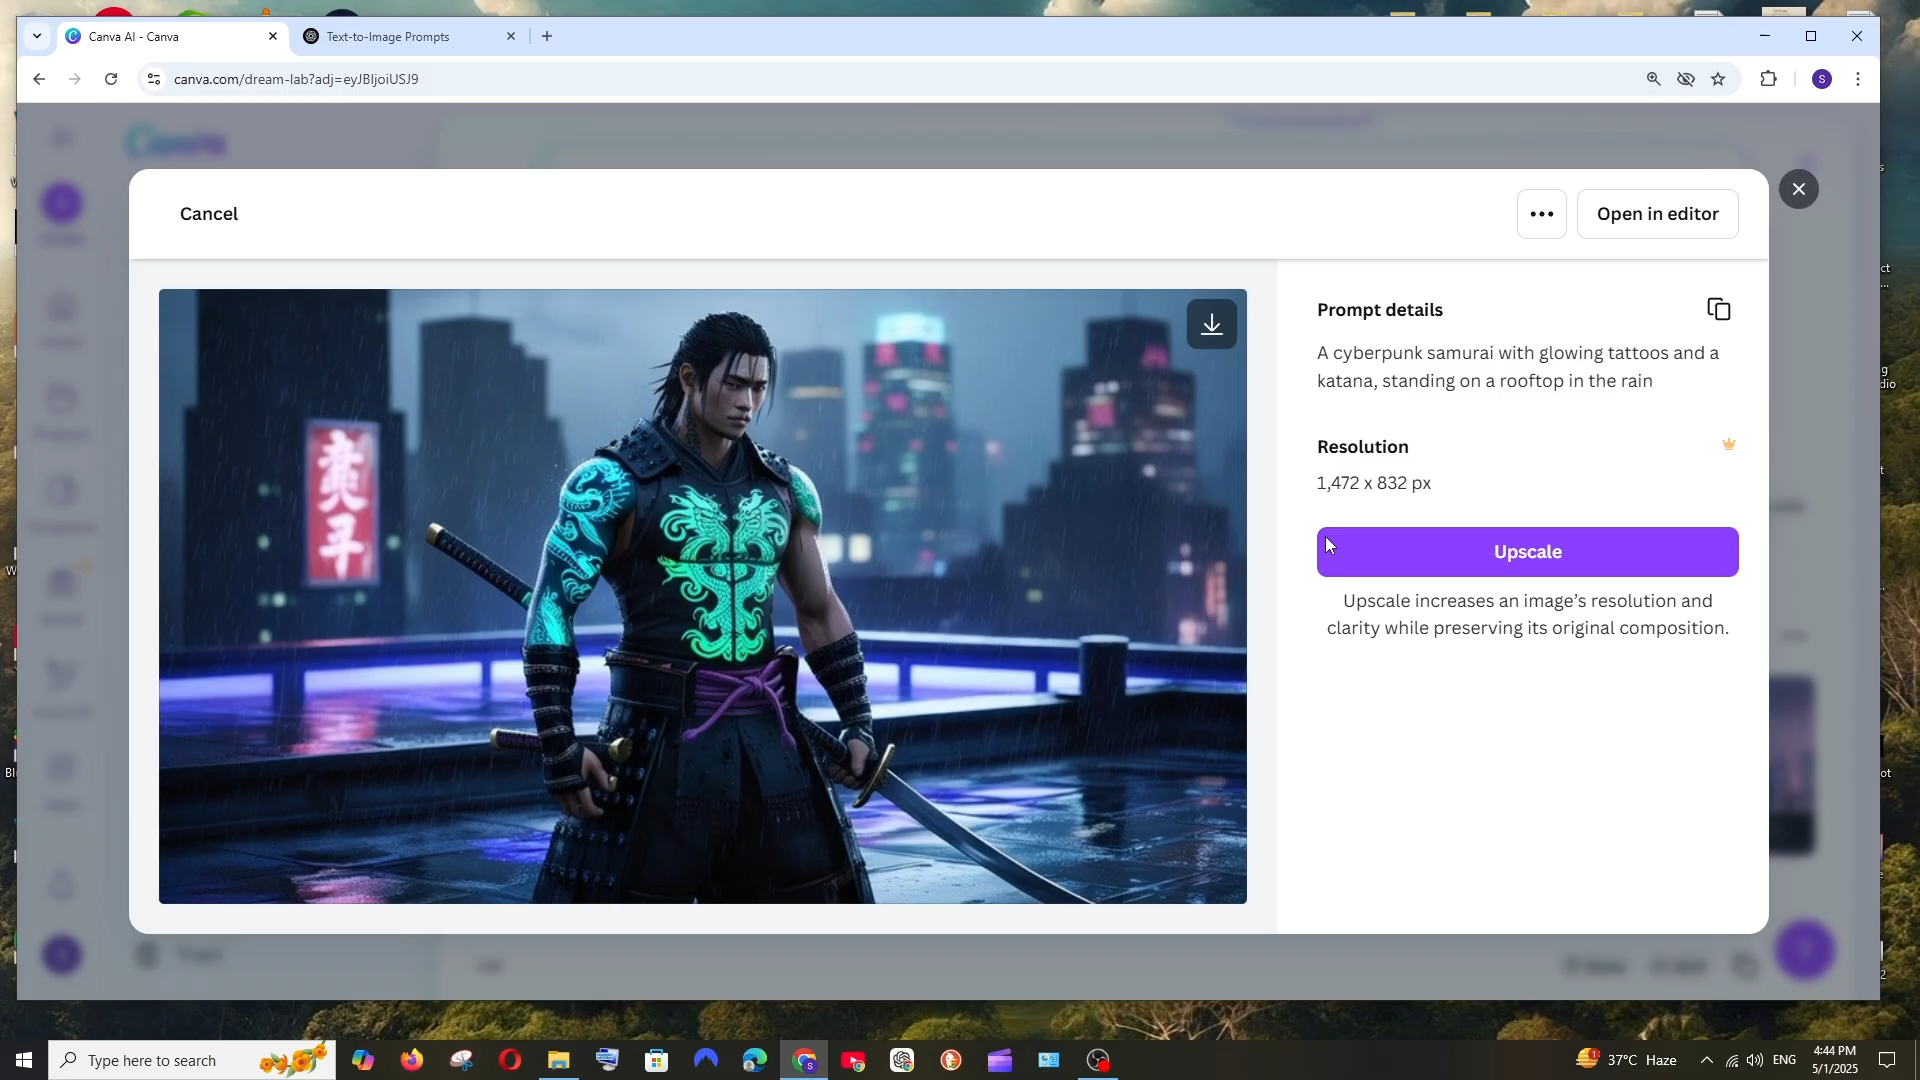 Canva AI - Canva
Text-to-Image Prompts
canva.com/dream-lab?adj=eyJBIjoiUSJ9
S
Canva
Cancel
Open in editor
Prompt details
A cyberpunk samurai with glowing tattoos and a
katana, standing on a rooftop in the rain
Resolution
1,472 x 832 px
Upscale
Upscale increases an image's resolution and
clarity while preserving its original composition.
Type here to search
37°C Haze
ENG
4:44 PM
5/1/2025